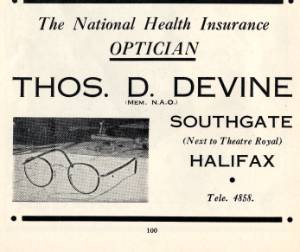 The National Health Insurance
OPTICIAN
THOS. D. DEVINE
(MEM. N.A.O.)
SOUTHGATE
(Next to Theatre Royal)
HALIFAX
Tele. 4858.
100